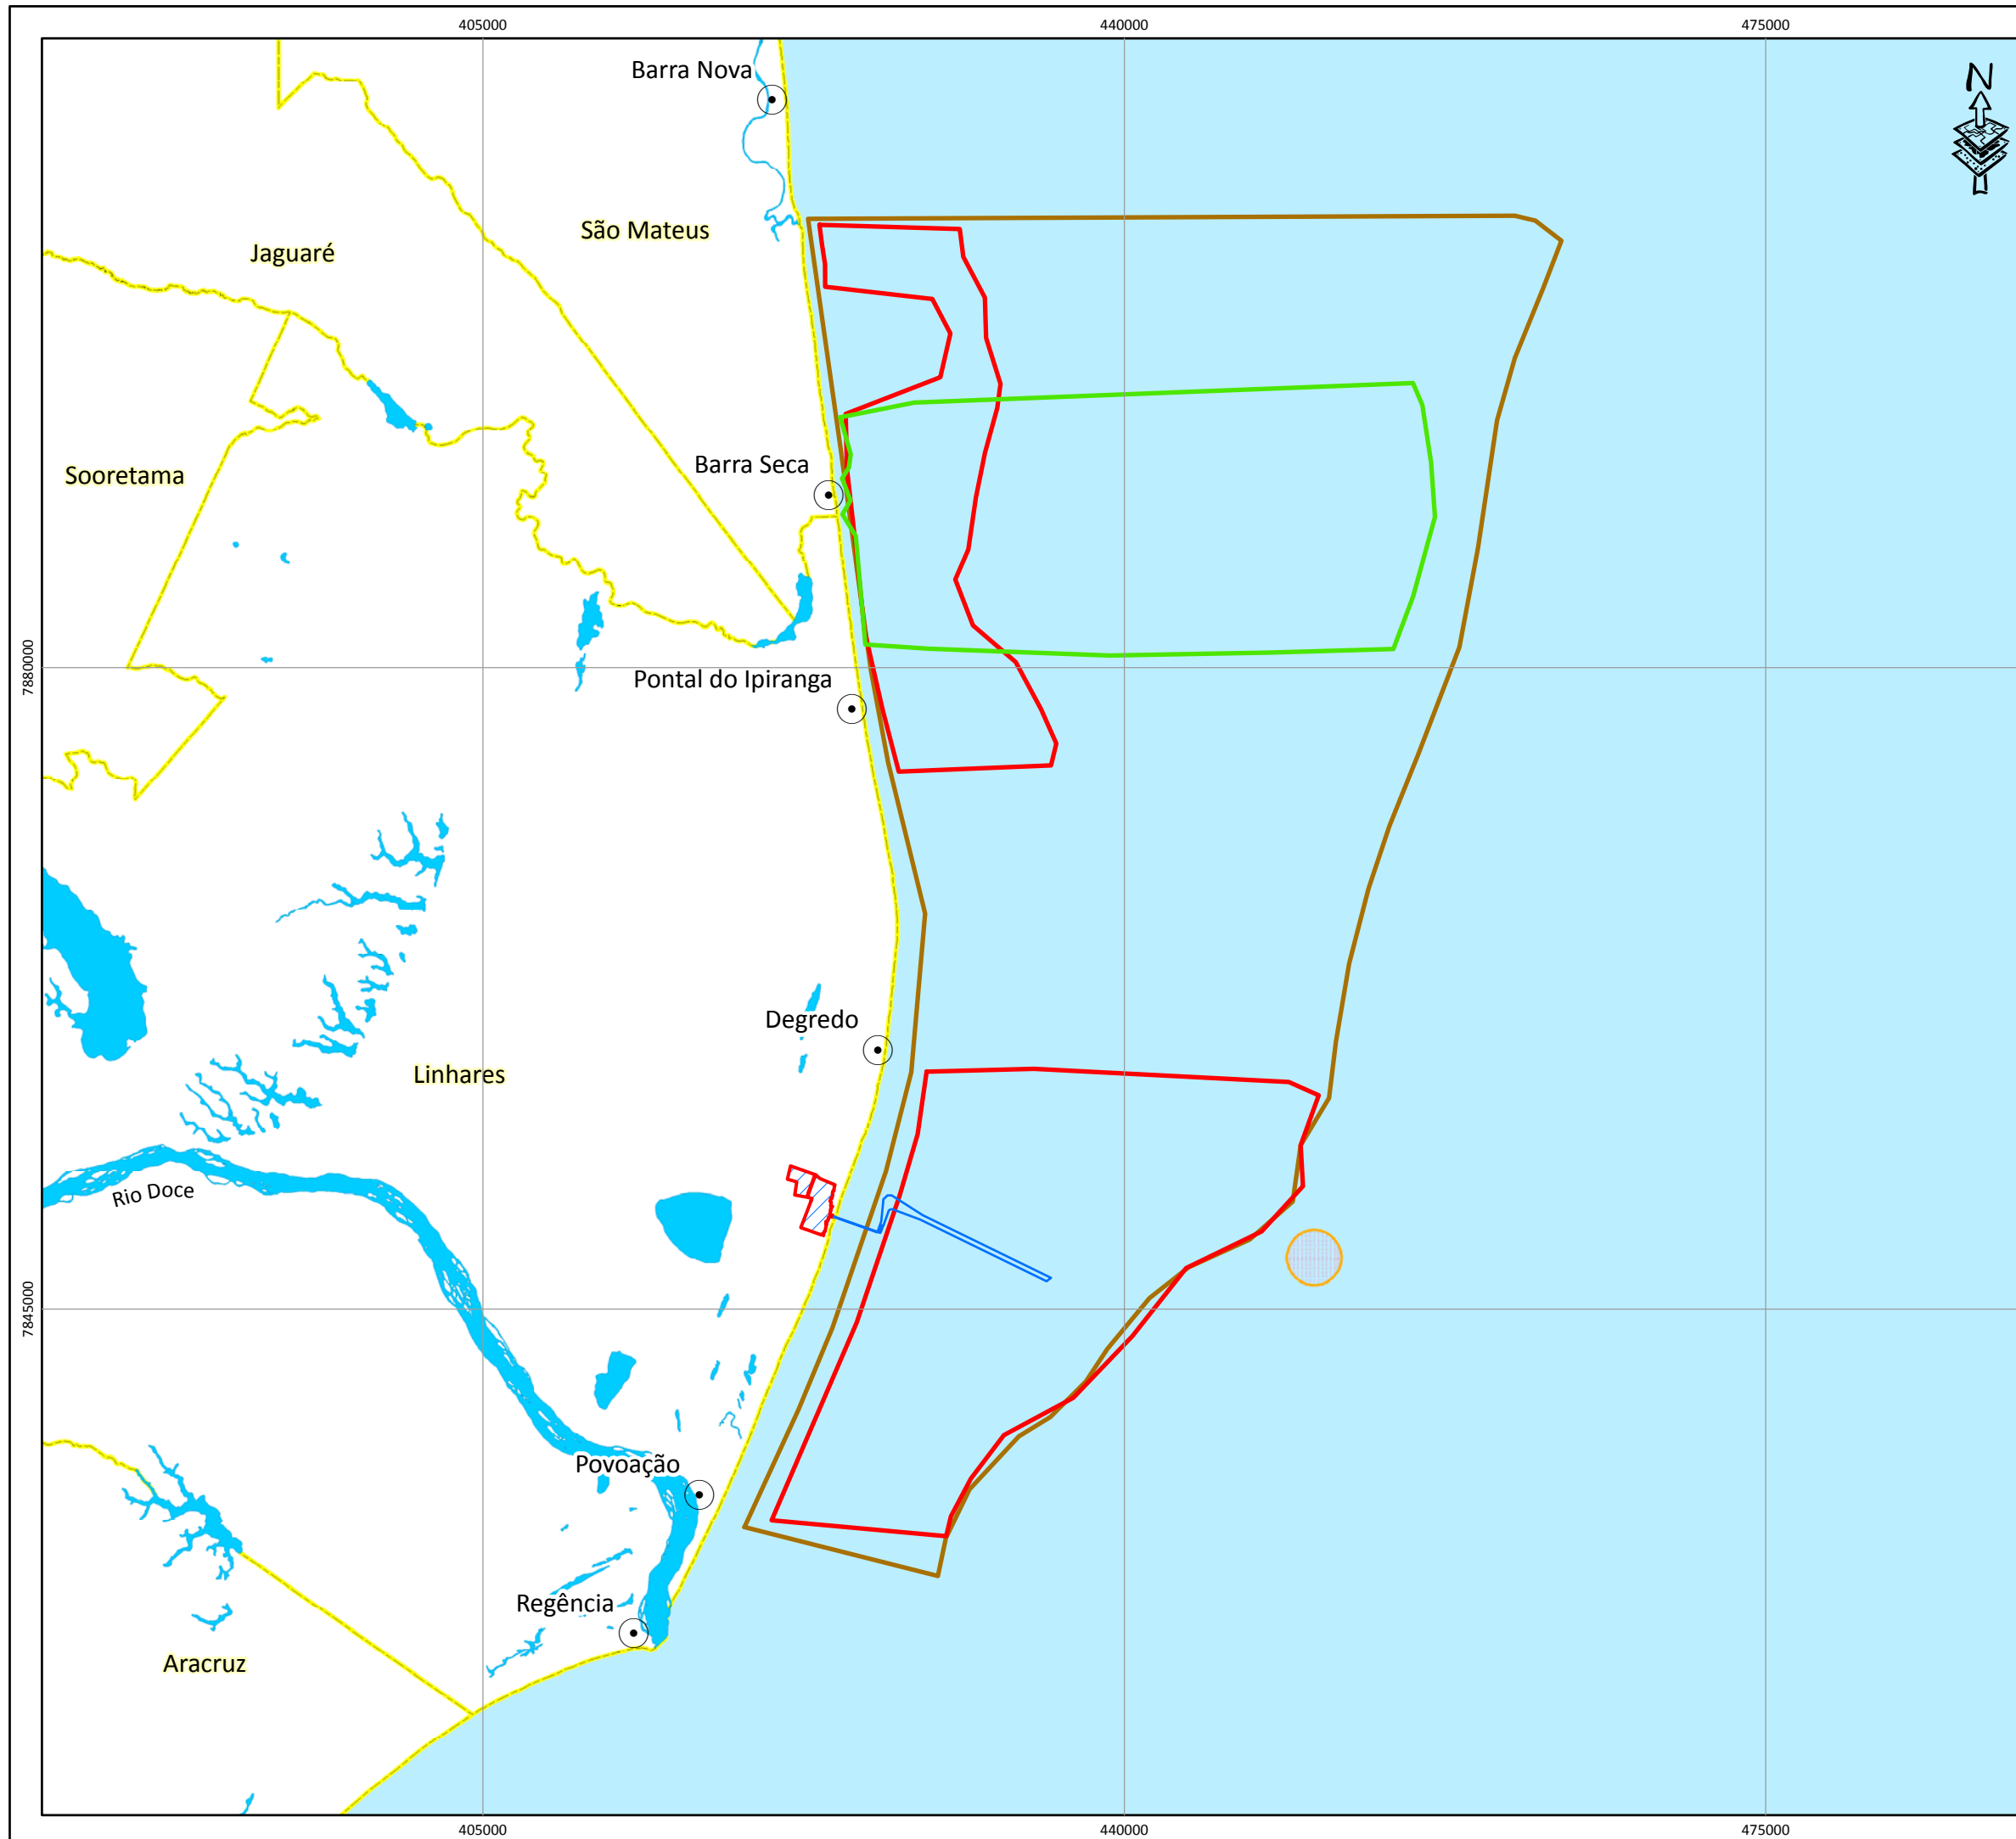 405000
440000
475000
N
Barra Nova
São Mateus
Jaguaré
Barra Seca
Sooretama
7880000
Pontal do Ipiranga
Degredo
Linhares
Rio Doce
7845000
Povoação
Regência
Aracruz
405000
440000
475000